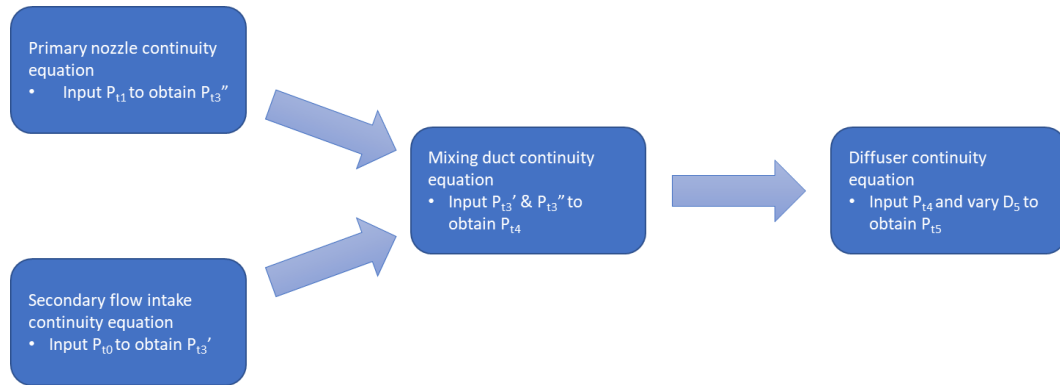 Primary nozzle continuity
equation
• Input Pₜ₁ to obtain Pₜ₃″
Secondary flow intake
continuity equation
• Input Pₜ₀ to obtain Pₜ₃′
Mixing duct continuity
equation
• Input Pₜ₃′ & Pₜ₃″ to
obtain Pₜ₄
Diffuser continuity
equation
• Input Pₜ₄ and vary D₅ to
obtain Pₜ₅